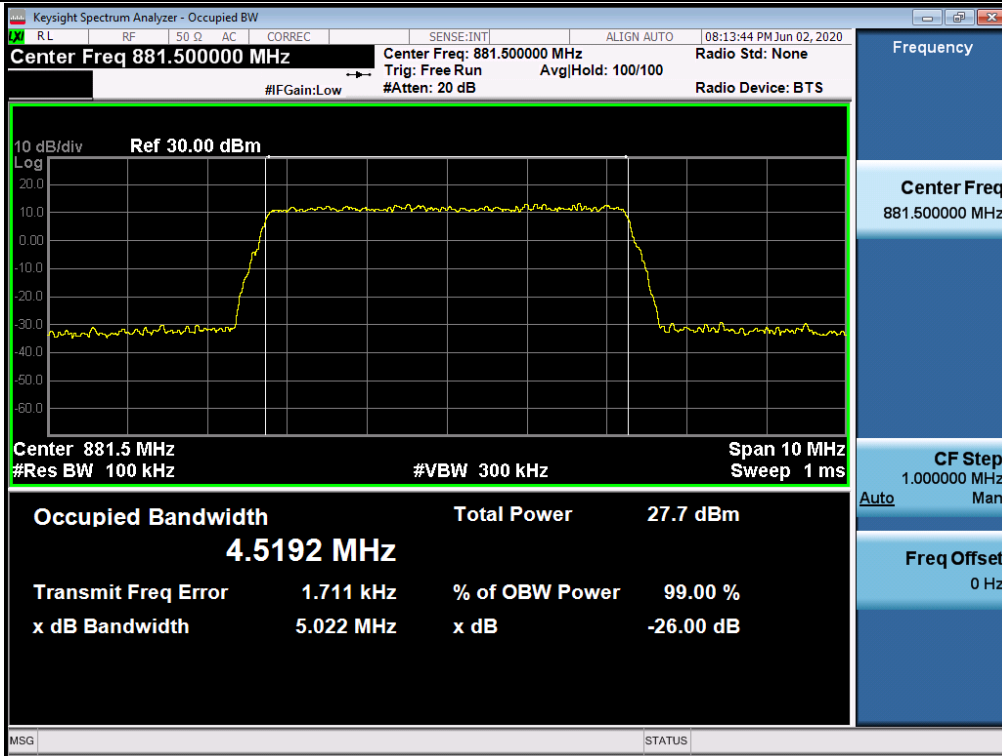 Keysight Spectrum Analyzer - Occupied BW
LXI RL RF 50 Ω AC CORREC SENSE:INT ALIGN AUTO 08:13:44 PM Jun 02, 2020
Center Freq 881.500000 MHz
Center Freq: 881.500000 MHz Radio Std: None
Trig: Free Run Avg|Hold: 100/100
#IFGain:Low #Atten: 20 dB Radio Device: BTS
10 dB/div Ref 30.00 dBm
Log
20.0
10.0
0.00
-10.0
-20.0
-30.0
-40.0
-50.0
-60.0
Center 881.5 MHz Span 10 MHz
#Res BW 100 kHz #VBW 300 kHz Sweep 1 ms
Occupied Bandwidth Total Power 27.7 dBm
4.5192 MHz
Transmit Freq Error 1.711 kHz % of OBW Power 99.00 %
x dB Bandwidth 5.022 MHz x dB -26.00 dB
MSG STATUS
Frequency
Center Freq
881.500000 MHz
CF Step
1.000000 MHz
Auto Man
Freq Offset
0 Hz